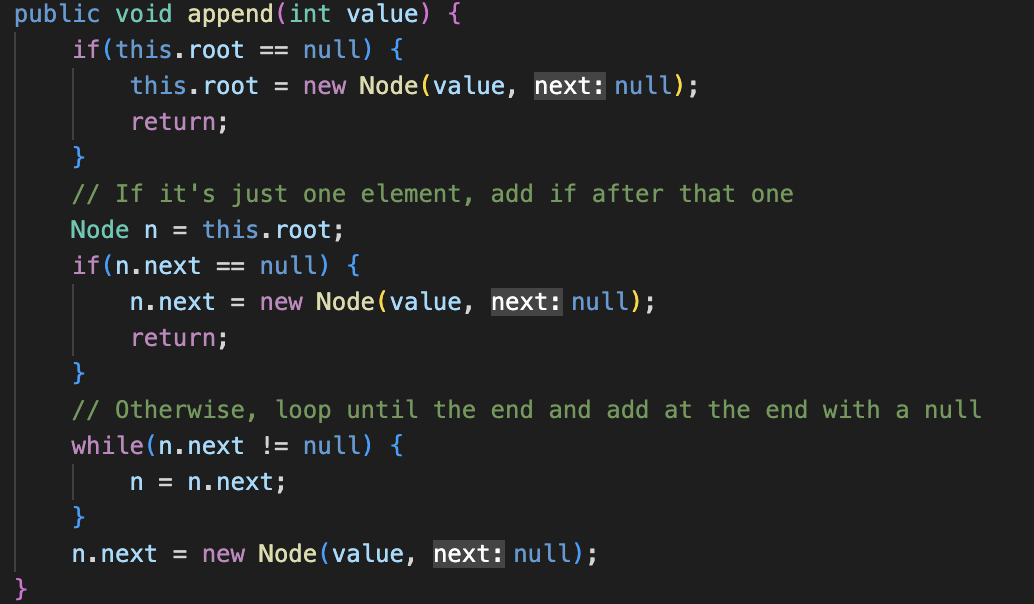 public void append(int value) {
    if(this.root == null) {
        this.root = new Node(value, next: null);
        return;
    }
    // If it's just one element, add if after that one
    Node n = this.root;
    if(n.next == null) {
        n.next = new Node(value, next: null);
        return;
    }
    // Otherwise, loop until the end and add at the end with a null
    while(n.next != null) {
        n = n.next;
    }
    n.next = new Node(value, next: null);
}